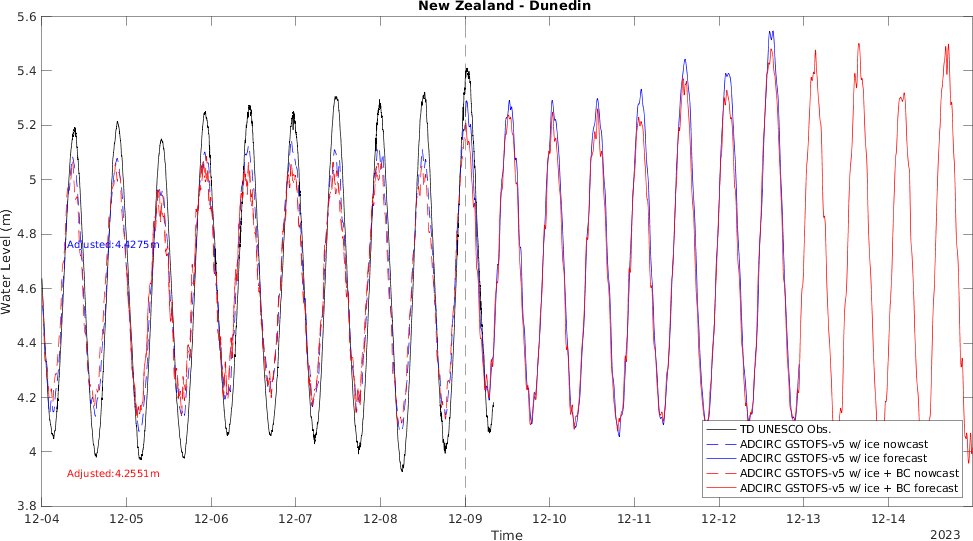 New Zealand - Dunedin
5.6
5.4
5.2
5
4.8
4.6
4.4
4.2
4
3.8
Water Level (m)
Adjusted:4.4275m
Adjusted:4.2551m
TD UNESCO Obs.
ADCIRC GSTOFS-v5 w/ ice nowcast
ADCIRC GSTOFS-v5 w/ ice forecast
ADCIRC GSTOFS-v5 w/ ice + BC nowcast
ADCIRC GSTOFS-v5 w/ ice + BC forecast
12-04 12-05 12-06 12-07 12-08 12-09 12-10 12-11 12-12 12-13 12-14
Time
2023